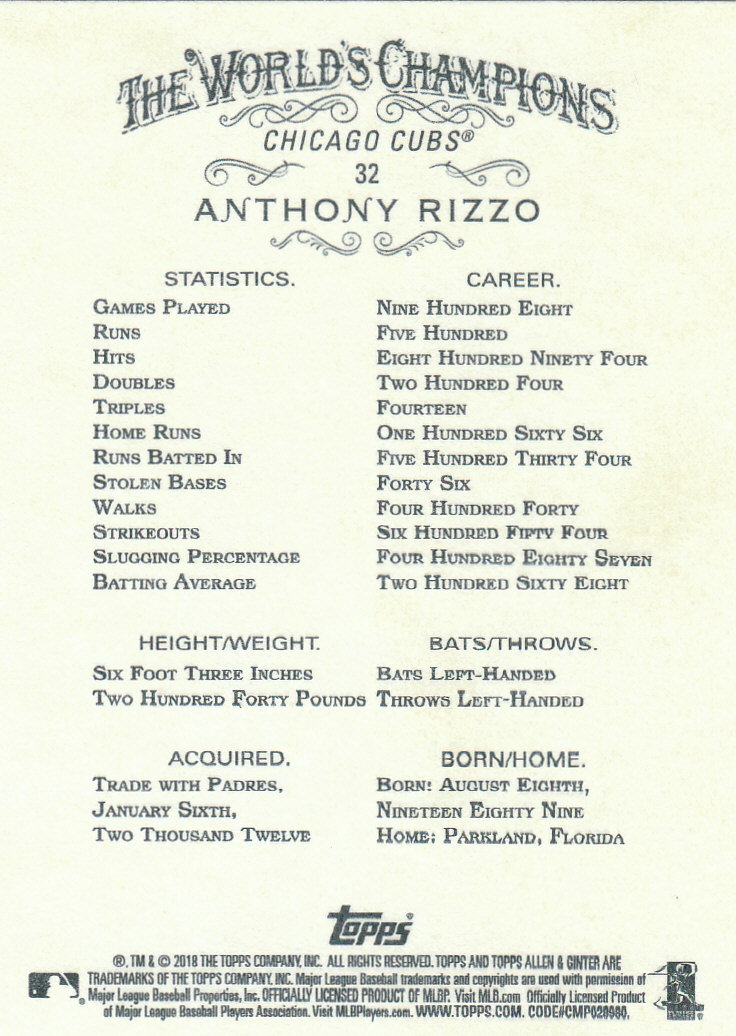 THE WORLD'S CHAMPIONS
CHICAGO CUBS®
32
ANTHONY RIZZO
STATISTICS. CAREER.
GAMES PLAYED NINE HUNDRED EIGHT
RUNS FIVE HUNDRED
HITS EIGHT HUNDRED NINETY FOUR
DOUBLES TWO HUNDRED FOUR
TRIPLES FOURTEEN
HOME RUNS ONE HUNDRED SIXTY SIX
RUNS BATTED IN FIVE HUNDRED THIRTY FOUR
STOLEN BASES FORTY SIX
WALKS FOUR HUNDRED FORTY
STRIKEOUTS SIX HUNDRED FIFTY FOUR
SLUGGING PERCENTAGE FOUR HUNDRED EIGHTY SEVEN
BATTING AVERAGE TWO HUNDRED SIXTY EIGHT
HEIGHT/WEIGHT. BATS/THROWS.
SIX FOOT THREE INCHES BATS LEFT-HANDED
TWO HUNDRED FORTY POUNDS THROWS LEFT-HANDED
ACQUIRED. BORN/HOME.
TRADE WITH PADRES, BORN: AUGUST EIGHTH,
JANUARY SIXTH, NINETEEN EIGHTY NINE
TWO THOUSAND TWELVE HOME: PARKLAND, FLORIDA
Topps®
®, TM & © 2018 THE TOPPS COMPANY, INC. ALL RIGHTS RESERVED. TOPPS AND TOPPS ALLEN & GINTER ARE
TRADEMARKS OF THE TOPPS COMPANY, INC. Major League Baseball trademarks and copyrights are used with permission of
Major League Baseball Properties, Inc. OFFICIALLY LICENSED PRODUCT OF MLBP. Visit MLB.com Officially Licensed Product
of Major League Baseball Players Association. Visit MLBPlayers.com. WWW.TOPPS.COM. CODE#CMP029980.